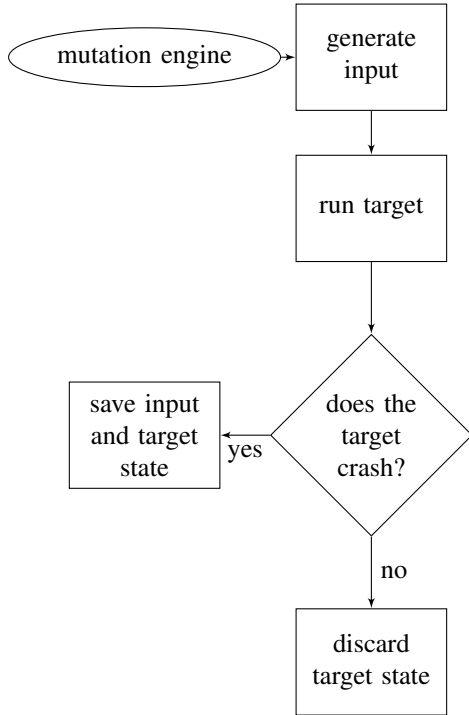 mutation engine
generate
input
run target
does the
target
crash?
yes
save input
and target
state
no
discard
target state